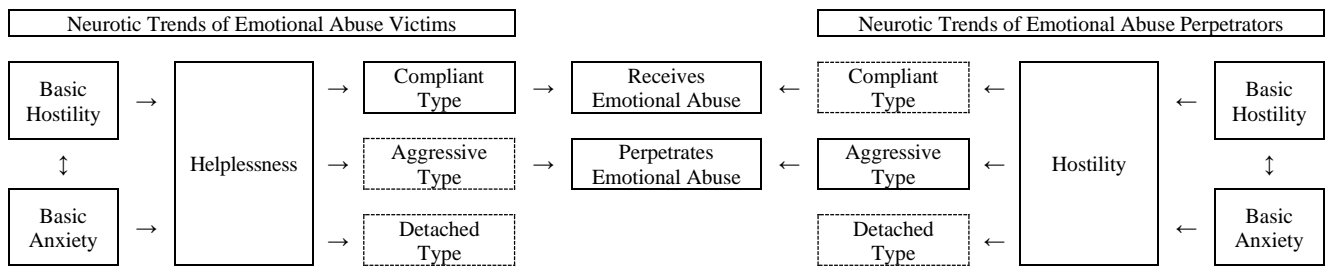 Neurotic Trends of Emotional Abuse Victims
Neurotic Trends of Emotional Abuse Perpetrators
Basic
Hostility
→
Helplessness
→
Compliant
Type
→
Receives
Emotional Abuse
←
Compliant
Type
←
Hostility
←
Basic
Hostility
↕
→
Aggressive
Type
→
Perpetrates
Emotional Abuse
←
Aggressive
Type
←
↕
Basic
Anxiety
→
→
Detached
Type
Detached
Type
←
←
Basic
Anxiety